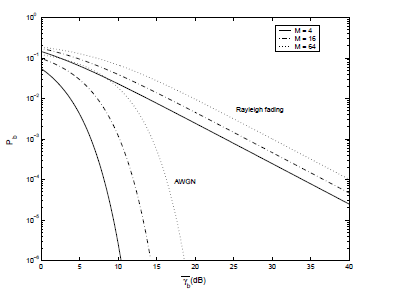 10^0
10^-1
10^-2
10^-3
10^-4
10^-5
10^-6
P_b
M = 4
M = 16
M = 64
Rayleigh fading
AWGN
0 5 10 15 20 25 30 35 40
γ̅_b(dB)